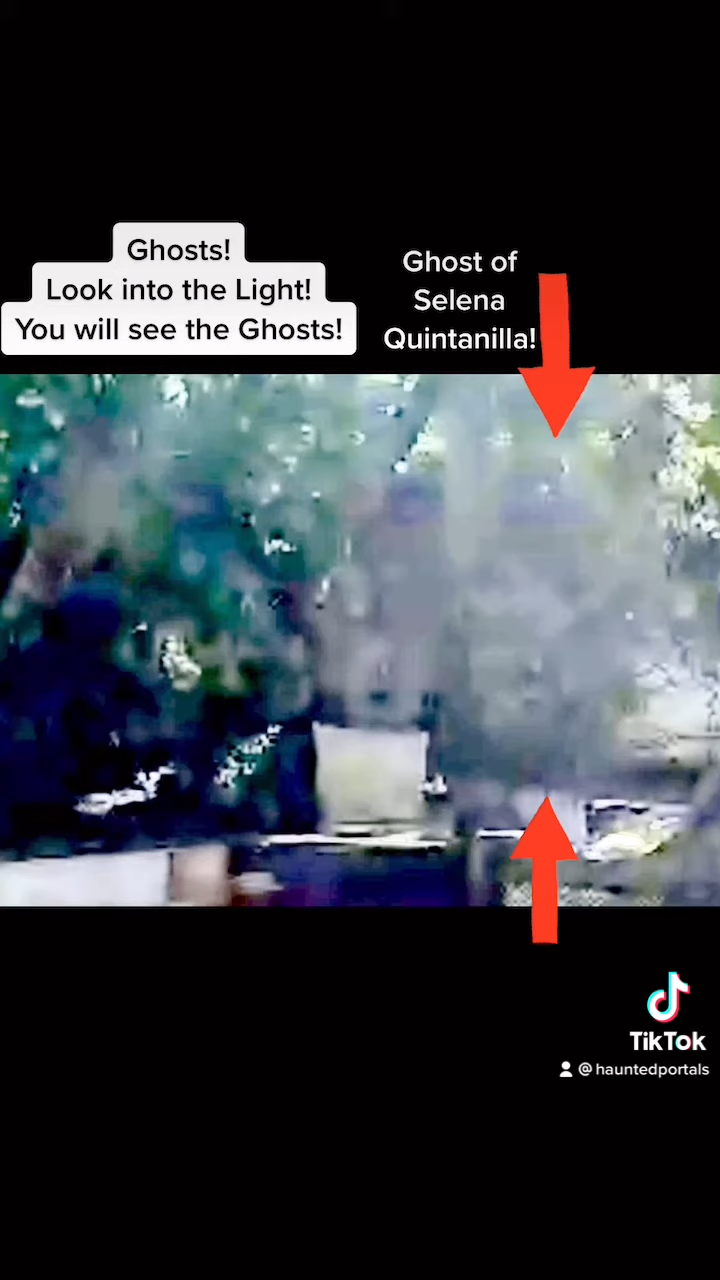 Ghosts!
Look into the Light!
You will see the Ghosts!
Ghost of
Selena
Quintanilla!
TikTok
@hauntedportals